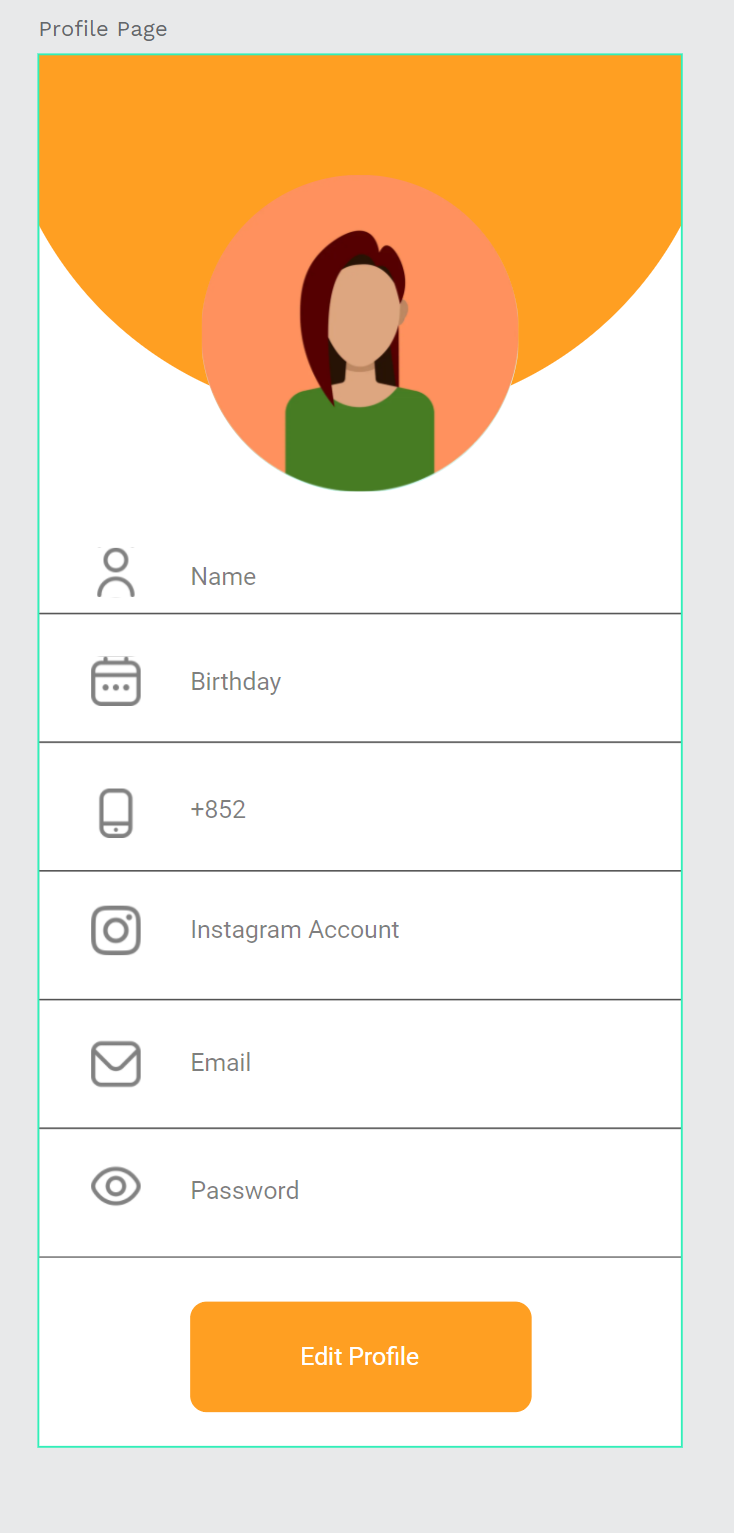 Profile Page
Name
Birthday
+852
Instagram Account
Email
Password
Edit Profile